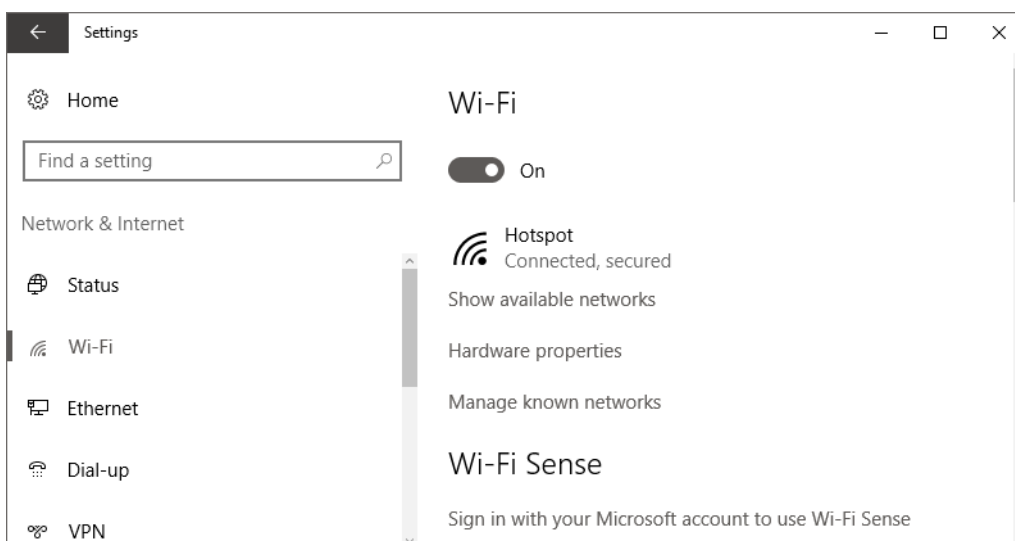 Settings
Home
Find a setting
Network & Internet
Status
Wi-Fi
Ethernet
Dial-up
VPN
Wi-Fi
On
Hotspot
Connected, secured
Show available networks
Hardware properties
Manage known networks
Wi-Fi Sense
Sign in with your Microsoft account to use Wi-Fi Sense